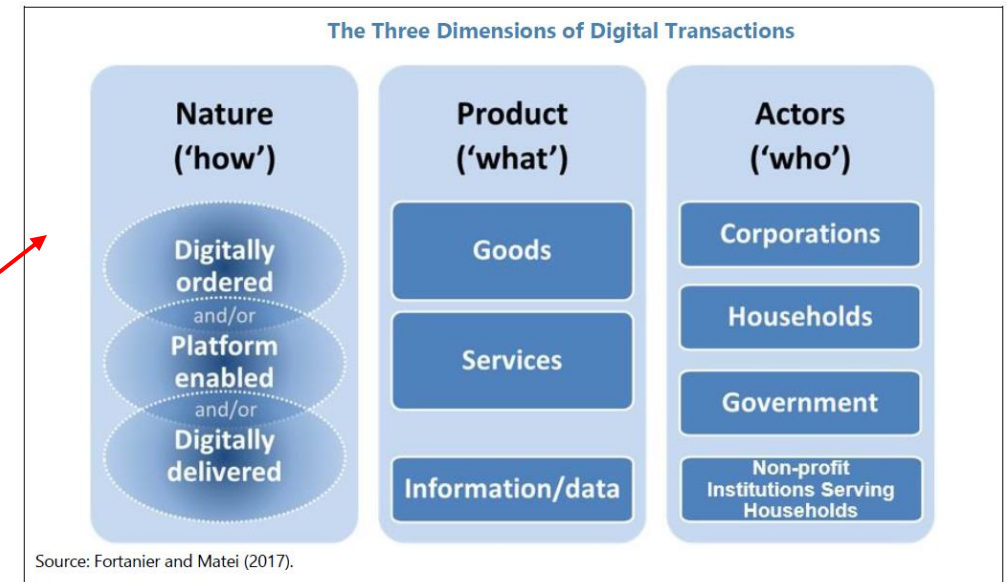 The Three Dimensions of Digital Transactions
Nature
(‘how’)
Digitally
ordered
and/or
Platform
enabled
and/or
Digitally
delivered
Product
(‘what’)
Goods
Services
Information/data
Actors
(‘who’)
Corporations
Households
Government
Non-profit
Institutions Serving
Households
Source: Fortanier and Matei (2017).